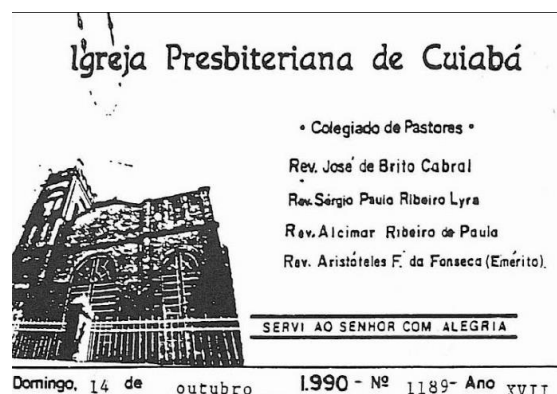 Igreja Presbiteriana de Cuiabá
• Colegiado de Pastores •
Rev. José de Brito Cabral
Rev. Sérgio Paulo Ribeiro Lyra
Rev. Alcimar Ribeiro de Paula
Rev. Aristóteles F. da Fonseca (Emérito).
SERVI AO SENHOR COM ALEGRIA
Domingo, 14 de outubro 1.990 - Nº 1189 - Ano XVII